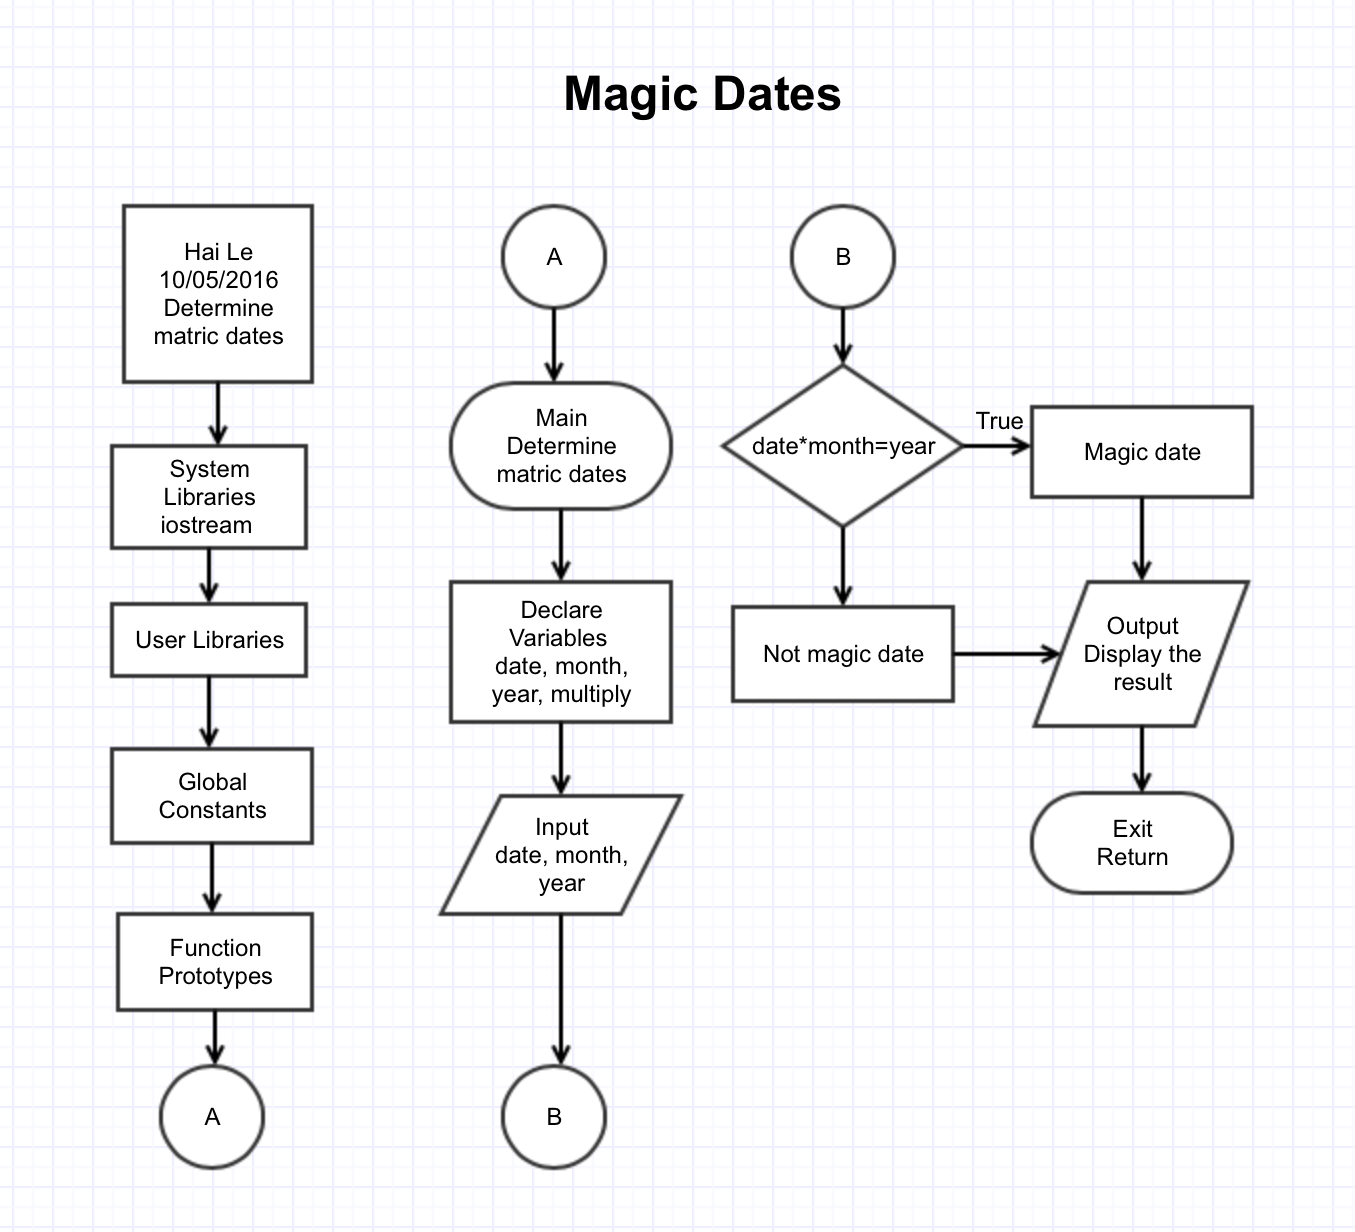 Magic Dates
Hai Le
10/05/2016
Determine
matric dates
System
Libraries
iostream
User Libraries
Global
Constants
Function
Prototypes
A
A
Main
Determine
matric dates
Declare
Variables
date, month,
year, multiply
Input
date, month,
year
B
B
date*month=year
True
Magic date
Not magic date
Output
Display the
result
Exit
Return